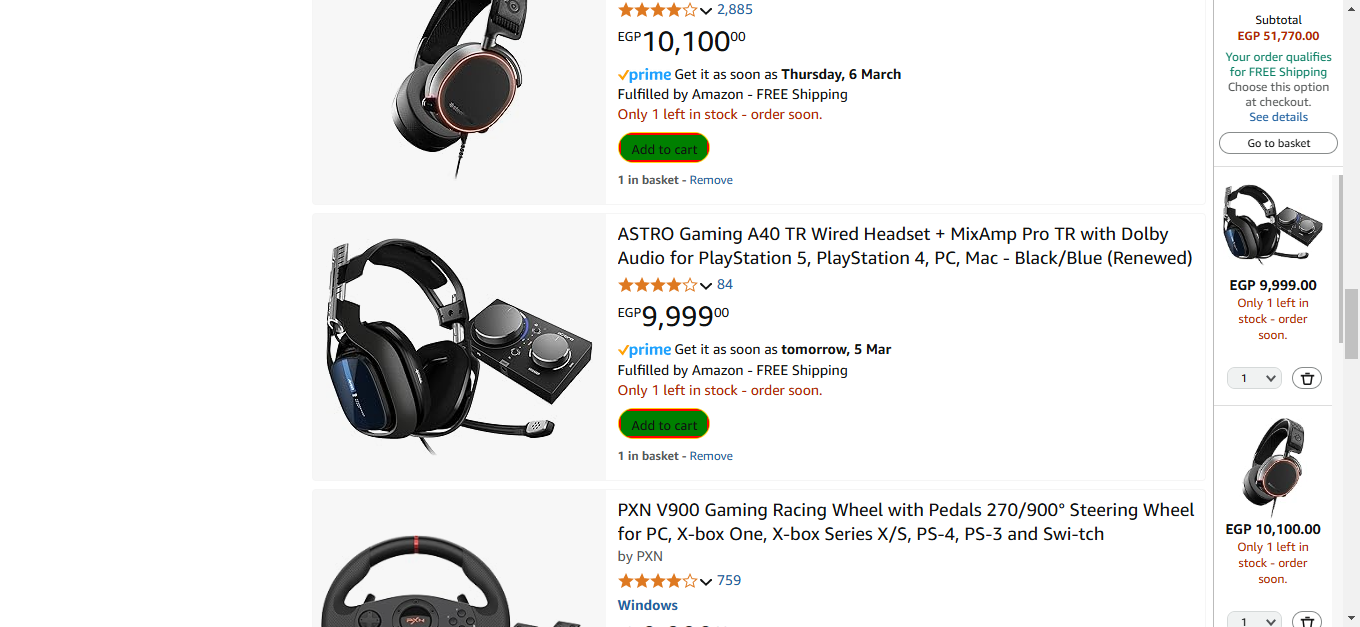 2,885
EGP10,10000
prime Get it as soon as Thursday, 6 March
Fulfilled by Amazon - FREE Shipping
Only 1 left in stock - order soon.
Add to cart
1 in basket - Remove
ASTRO Gaming A40 TR Wired Headset + MixAmp Pro TR with Dolby
Audio for PlayStation 5, PlayStation 4, PC, Mac - Black/Blue (Renewed)
84
EGP9,99900
prime Get it as soon as tomorrow, 5 Mar
Fulfilled by Amazon - FREE Shipping
Only 1 left in stock - order soon.
Add to cart
1 in basket - Remove
PXN V900 Gaming Racing Wheel with Pedals 270/900° Steering Wheel
for PC, X-box One, X-box Series X/S, PS-4, PS-3 and Swi-tch
by PXN
759
Windows
Subtotal
EGP 51,770.00
Your order qualifies
for FREE Shipping
Choose this option
at checkout.
See details
Go to basket
EGP 9,999.00
Only 1 left in
stock - order
soon.
1
EGP 10,100.00
Only 1 left in
stock - order
soon.
1